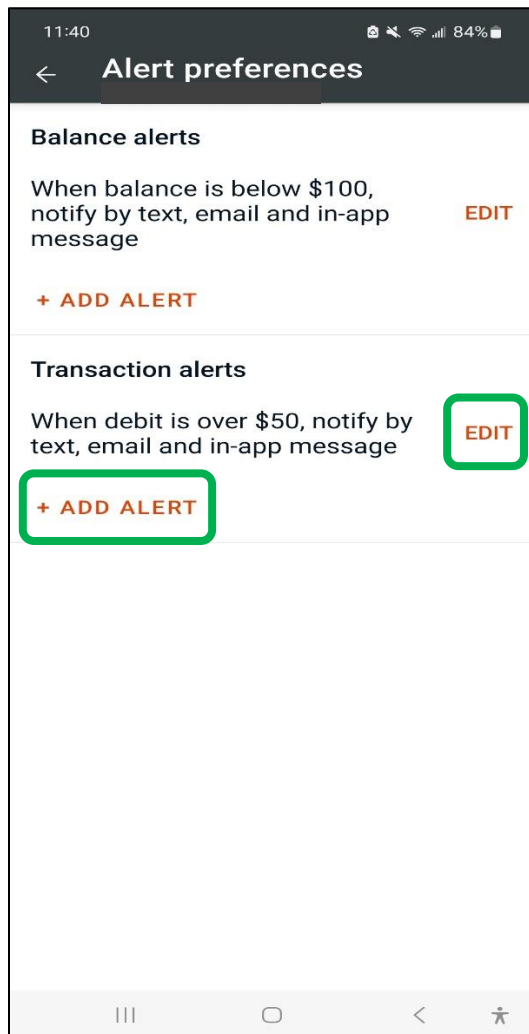 11:40 84%
Alert preferences
Balance alerts
When balance is below $100,
notify by text, email and in-app
message
EDIT
+ ADD ALERT
Transaction alerts
When debit is over $50, notify by
text, email and in-app message
EDIT
+ ADD ALERT